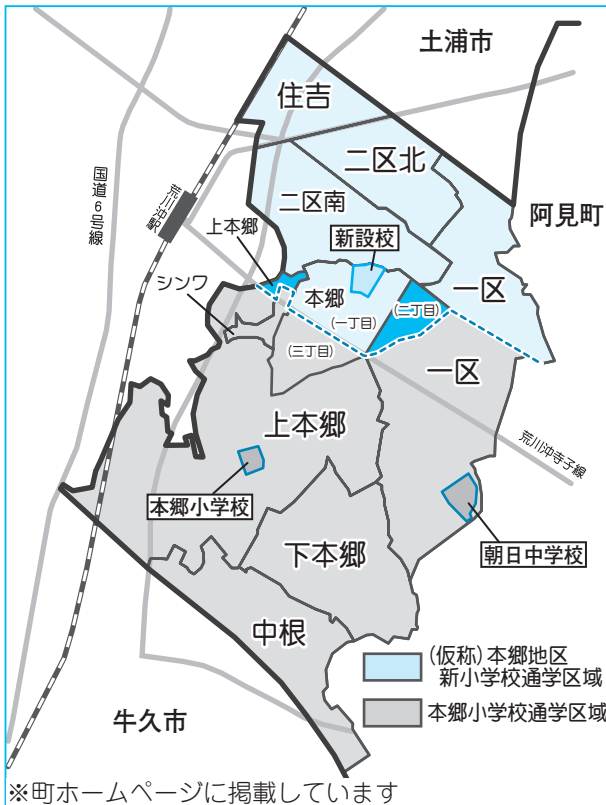 土浦市
住吉
二区北
国道6号線
荒川沖駅
二区南
阿見町
上本郷
新設校
シンワ
本郷
一区
(一丁目)
(二丁目)
(三丁目)
一区
上本郷
荒川沖寺子線
本郷小学校
朝日中学校
下本郷
中根
(仮称)本郷地区
新小学校通学区域
本郷小学校通学区域
牛久市
※町ホームページに掲載しています